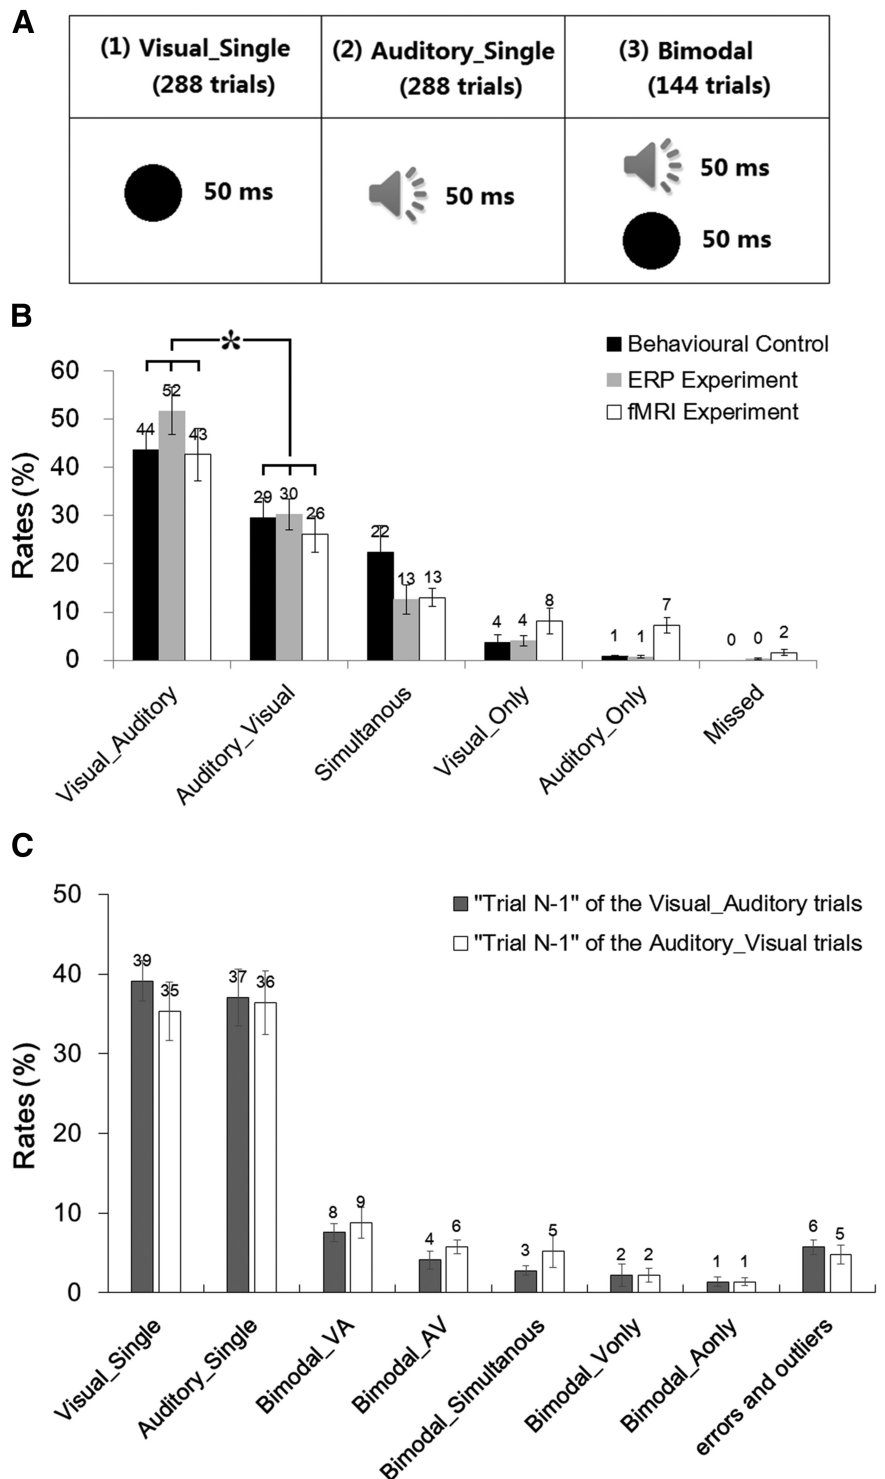 A
(1) Visual_Single
(288 trials)
(2) Auditory_Single
(288 trials)
(3) Bimodal
(144 trials)
50 ms
50 ms
50 ms
50 ms
B
Behavioural Control
ERP Experiment
fMRI Experiment
*
Rates (%)
60
50
40
30
20
10
0
44
52
43
29
30
26
22
13
13
4
4
8
1
1
7
0
0
2
Visual_Auditory
Auditory_Visual
Simultanous
Visual_Only
Auditory_Only
Missed
C
"Trial N-1" of the Visual_Auditory trials
"Trial N-1" of the Auditory_Visual trials
Rates (%)
50
40
30
20
10
0
39
35
37
36
8
9
4
6
3
5
2
2
1
1
6
5
Visual_Single
Auditory_Single
Bimodal_VA
Bimodal_AV
Bimodal_Simultanous
Bimodal_Vonly
Bimodal_Aonly
errors and outliers